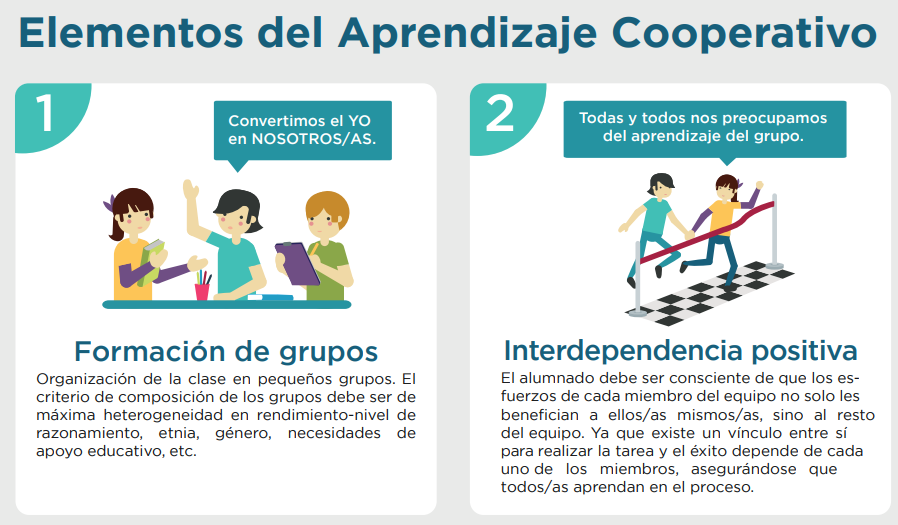 Elementos del Aprendizaje Cooperativo
1
Convertimos el YO
en NOSOTROS/AS.
Formación de grupos
Organización de la clase en pequeños grupos. El
criterio de composición de los grupos debe ser de
máxima heterogeneidad en rendimiento-nivel de
razonamiento, etnia, género, necesidades de
apoyo educativo, etc.
2
Todas y todos nos preocupamos
del aprendizaje del grupo.
Interdependencia positiva
El alumnado debe ser consciente de que los es-
fuerzos de cada miembro del equipo no solo les
benefician a ellos/as mismos/as, sino al resto
del equipo. Ya que existe un vínculo entre sí
para realizar la tarea y el éxito depende de cada
uno de los miembros, asegurándose que
todos/as aprendan en el proceso.